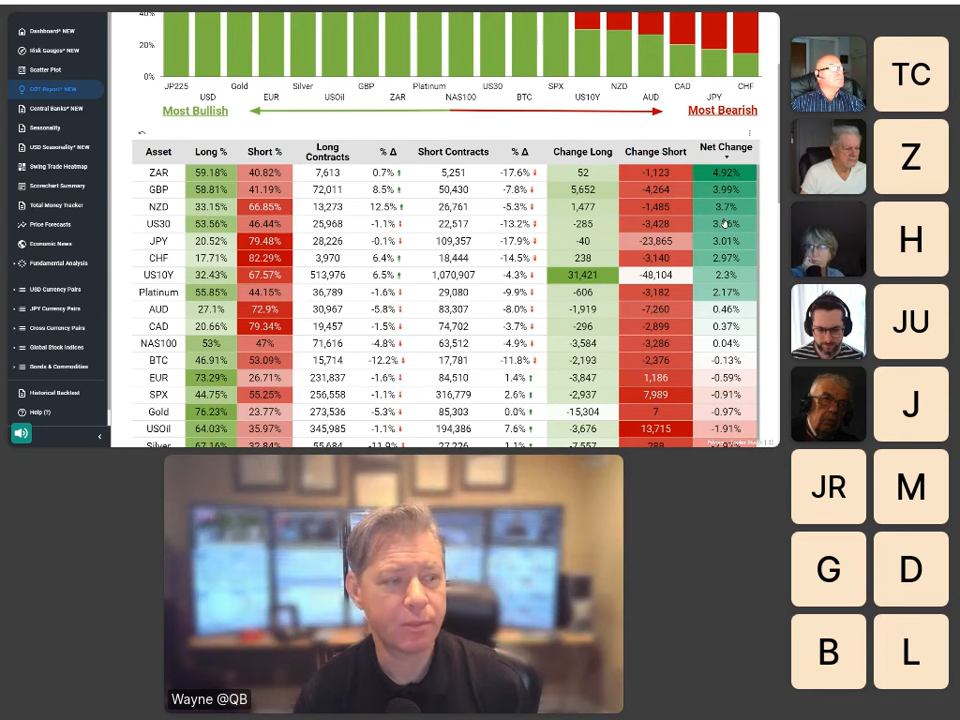 Dashboard* NEW
Risk Gauges* NEW
Scatter Plot
COT Report* NEW
Central Banks* NEW
Seasonality
USD Seasonality* NEW
Swing Trade Heatmap
Scorechart Summary
Total Money Tracker
Price Forecasts
Economic News
Fundamental Analysis
USD Currency Pairs
JPY Currency Pairs
Cross Currency Pairs
Global Stock Indices
Bonds & Commodities
Historical Backtest
Help (?)
40%
20%
0%
JP225 Gold Silver GBP Platinum US30 SPX NZD CAD CHF
USD EUR USOil ZAR NAS100 BTC US10Y AUD JPY
Most Bullish Most Bearish
Asset Long % Short % Long Contracts % Δ Short Contracts % Δ Change Long Change Short Net Change
ZAR 59.18% 40.82% 7,613 0.7% 5,251 -17.6% 52 -1,123 4.92%
GBP 58.81% 41.19% 72,011 8.5% 50,430 -7.8% 5,652 -4,264 3.99%
NZD 33.15% 66.85% 13,273 12.5% 26,761 -5.3% 1,477 -1,485 3.7%
US30 53.56% 46.44% 25,968 -1.1% 22,517 -13.2% -285 -3,428
JPY 20.52% 79.48% 28,226 -0.1% 109,357 -17.9% -40 -23,865 3.01%
CHF 17.71% 82.29% 3,970 6.4% 18,444 -14.5% 238 -3,140 2.97%
US10Y 32.43% 67.57% 513,976 6.5% 1,070,907 -4.3% 31,421 -48,104 2.3%
Platinum 55.85% 44.15% 36,789 -1.6% 29,080 -9.9% -606 -3,182 2.17%
AUD 27.1% 72.9% 30,967 -5.8% 83,307 -8.0% -1,919 -7,260 0.46%
CAD 20.66% 79.34% 19,457 -1.5% 74,702 -3.7% -296 -2,899 0.37%
NAS100 53% 47% 71,616 -4.8% 63,512 -4.9% -3,584 -3,286 0.04%
BTC 46.91% 53.09% 15,714 -12.2% 17,781 -11.8% -2,193 -2,376 -0.13%
EUR 73.29% 26.71% 231,837 -1.6% 84,510 1.4% -3,847 1,186 -0.59%
SPX 44.75% 55.25% 256,558 -1.1% 316,779 2.6% -2,937 7,989 -0.91%
Gold 76.23% 23.77% 273,536 -5.3% 85,303 0.0% -15,304 7 -0.97%
USOil 64.03% 35.97% 345,985 -1.1% 194,386 7.6% -3,676 13,715 -1.91%
Silver 67.16% 32.84% 55,684 -11.9% 27,226 1.1% -7,557 288
Wayne @QB
TC
Z
H
JU
J
JR M
G D
B L